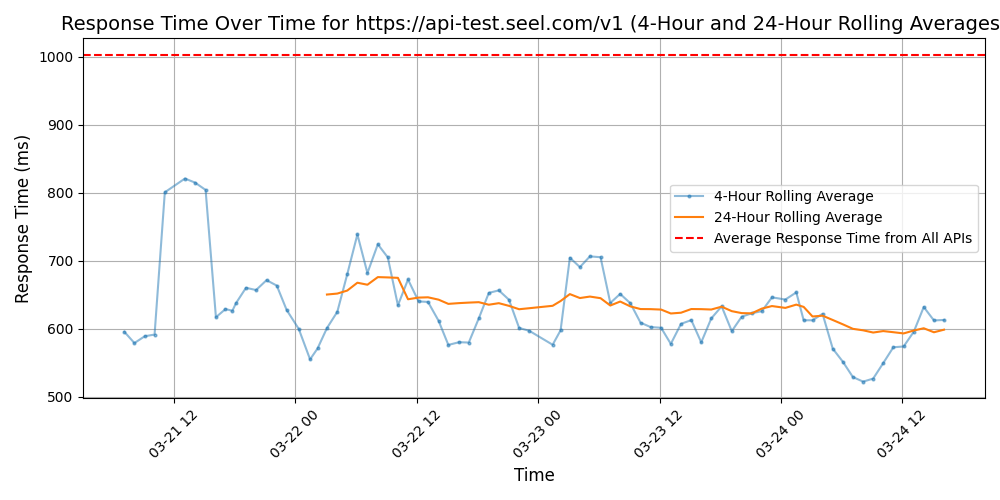 Response Time Over Time for https://api-test.seel.com/v1 (4-Hour and 24-Hour Rolling Averages
1000
900
800
700
600
500
Response Time (ms)
4-Hour Rolling Average
24-Hour Rolling Average
Average Response Time from All APIs
03-21 12
03-22 00
03-22 12
03-23 00
03-23 12
03-24 00
03-24 12
Time